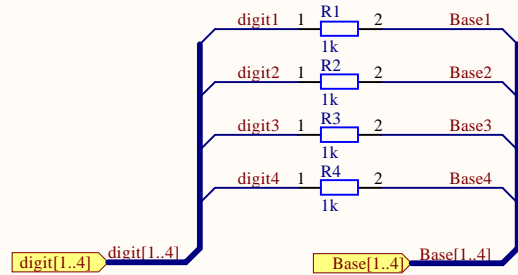 digit1 1 R1 2 Base1
1k
digit2 1 R2 2 Base2
1k
digit3 1 R3 2 Base3
1k
digit4 1 R4 2 Base4
1k
digit[1..4] digit[1..4] Base[1..4] Base[1..4]